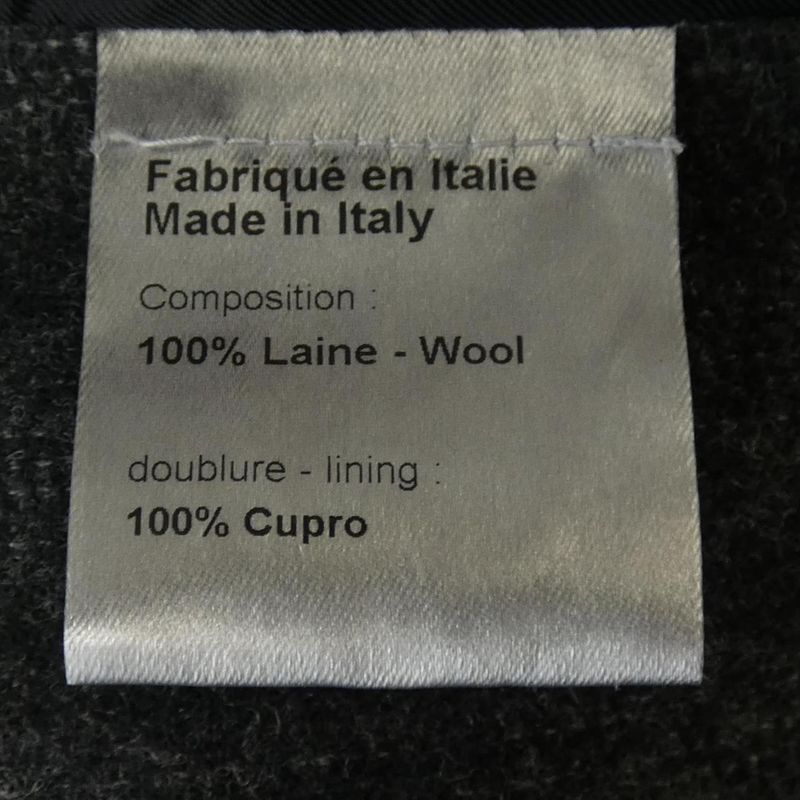 Fabriqué en Italie
Made in Italy
Composition :
100% Laine - Wool
doublure - lining :
100% Cupro